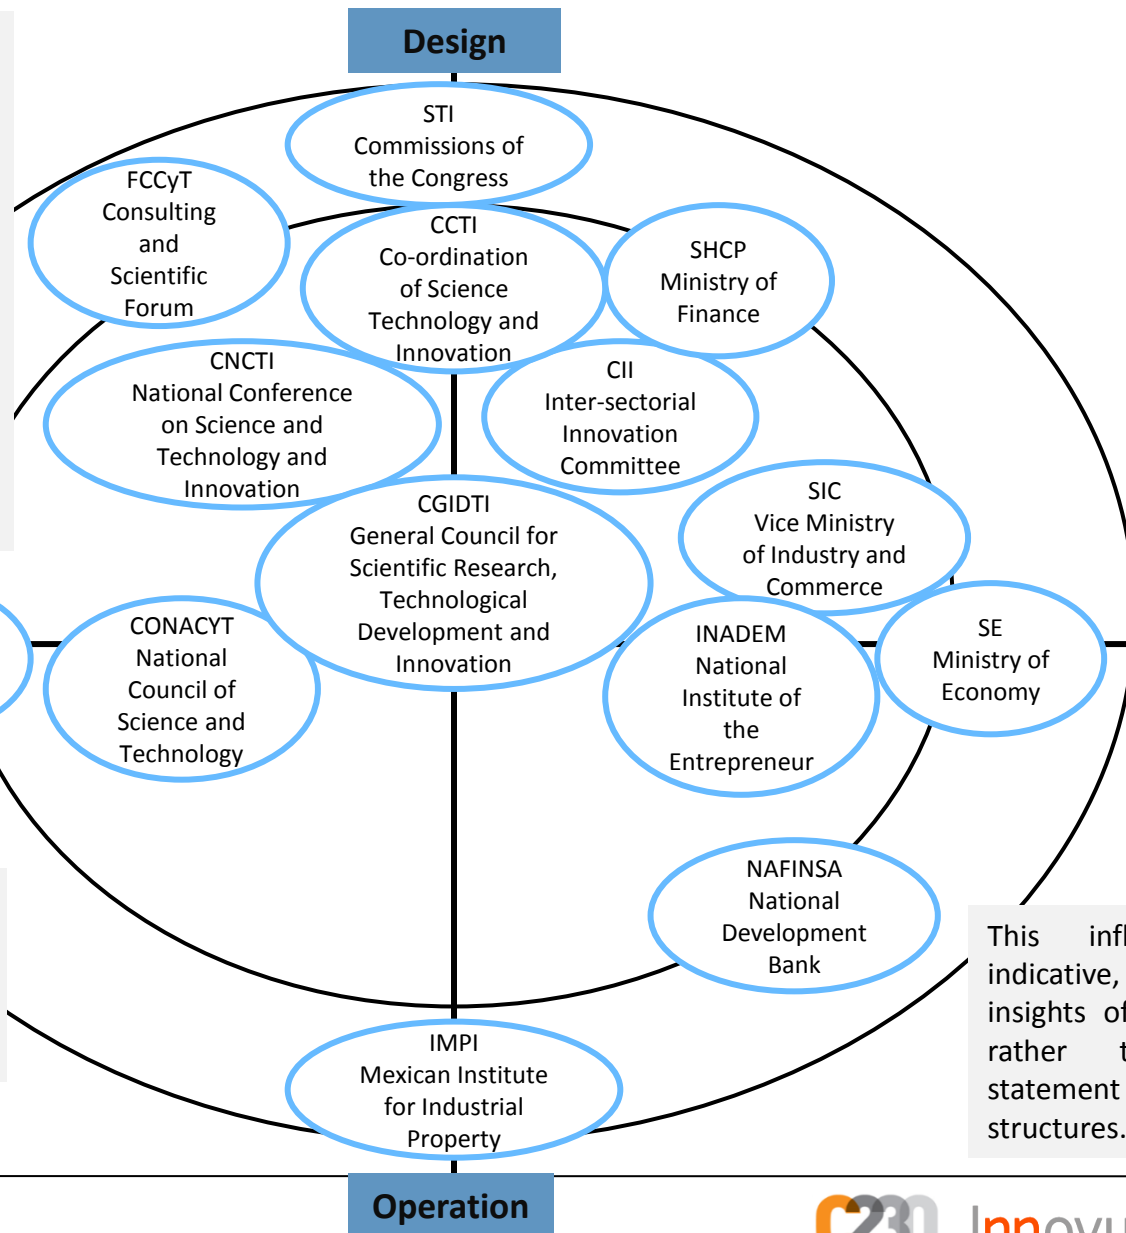 Design
STI
Commissions of
the Congress
FCCyT
Consulting
and
Scientific
Forum
CCTI
Co-ordination
of Science
Technology and
Innovation
SHCP
Ministry of
Finance
CNCTI
National Conference
on Science and
Technology and
Innovation
CII
Inter-sectorial
Innovation
Committee
CGIDTI
General Council for
Scientific Research,
Technological
Development and
Innovation
SIC
Vice Ministry
of Industry and
Commerce
CONACYT
National
Council of
Science and
Technology
INADEM
National
Institute of
the
Entrepreneur
SE
Ministry of
Economy
NAFINSA
National
Development
Bank
This
indicative,
insights of
rather
statement
structures.
IMPI
Mexican Institute
for Industrial
Property
Operation
C230